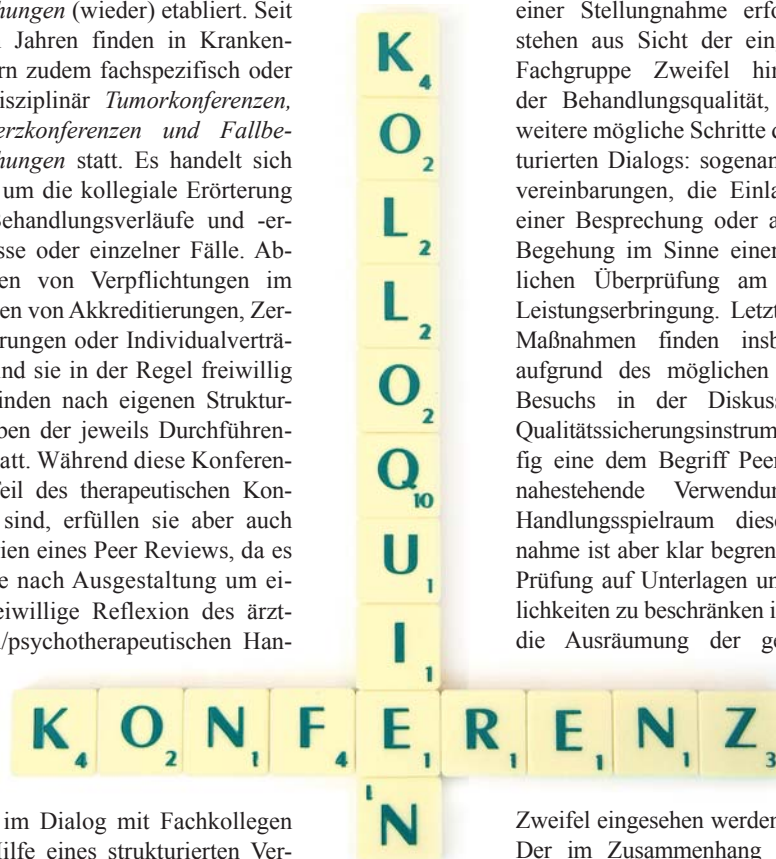 hungen (wieder) etabliert. Seit
n Jahren finden in Kranken-
rn zudem fachspezifisch oder
disziplinär Tumorkonferenzen,
erzkonferenzen und Fallbe-
hungen statt. Es handelt sich
um die kollegiale Erörterung
Behandlungsverläufe und -er-
sse oder einzelner Fälle. Ab-
en von Verpflichtungen im
en von Akkreditierungen, Zer-
rungen oder Individualverträ-
nd sie in der Regel freiwillig
inden nach eigenen Struktur-
ben der jeweils Durchführen-
att. Während diese Konferen-
eil des therapeutischen Kon-
sind, erfüllen sie aber auch
ien eines Peer Reviews, da es
e nach Ausgestaltung um ei-
eiwillige Reflexion des ärzt-
/psychotherapeutischen Han-
im Dialog mit Fachkollegen
Hilfe eines strukturierten Ver-
K4
O2
L2
L2
O2
Q10
U1
I1
K4 O2 N1 F4 E1 R1 E1 N1 Z3
N1
einer Stellungnahme erfo
stehen aus Sicht der ein
Fachgruppe Zweifel hin
der Behandlungsqualität,
weitere mögliche Schritte d
turierten Dialogs: sogenan
vereinbarungen, die Einla
einer Besprechung oder a
Begehung im Sinne einer
lichen Überprüfung am
Leistungserbringung. Letzt
Maßnahmen finden insb
aufgrund des möglichen
Besuchs in der Diskuss
Qualitätssicherungsinstrum
fig eine dem Begriff Peer
nahestehende Verwendu
Handlungsspielraum diese
nahme ist aber klar begren
Prüfung auf Unterlagen un
lichkeiten zu beschränken i
die Ausräumung der ge
Zweifel eingesehen werden
Der im Zusammenhang